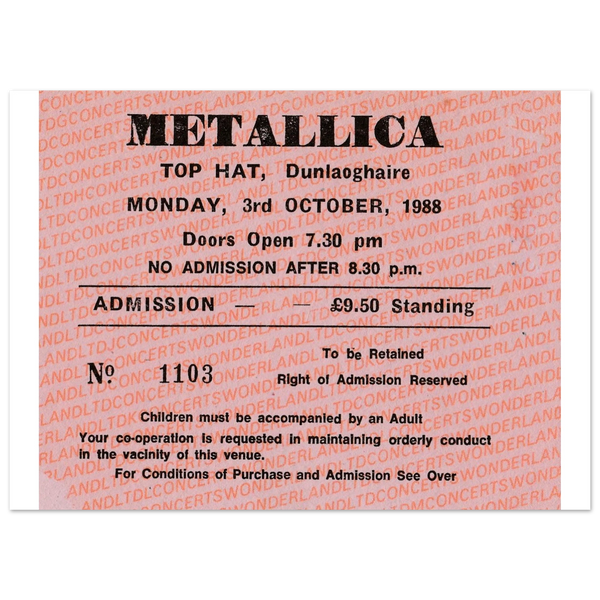 METALLICA
TOP HAT, Dunlaoghaire
MONDAY, 3rd OCTOBER, 1988
Doors Open 7.30 pm
NO ADMISSION AFTER 8.30 p.m.
ADMISSION — — £9.50 Standing
To be Retained
Nº 1103
Right of Admission Reserved
Children must be accompanied by an Adult
Your co-operation is requested in maintaining orderly conduct
in the vacinity of this venue.
For Conditions of Purchase and Admission See Over